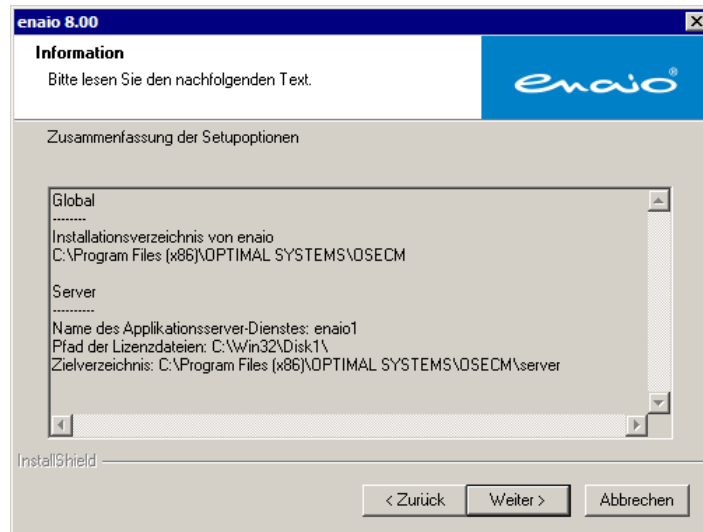 enaio 8.00
Information
Bitte lesen Sie den nachfolgenden Text.
enaio®
Zusammenfassung der Setupoptionen
Global
--------
Installationsverzeichnis von enaio
C:\Program Files (x86)\OPTIMAL SYSTEMS\OSECM
Server
----------
Name des Applikationsserver-Dienstes: enaio1
Pfad der Lizenzdateien: C:\Win32\Disk1\
Zielverzeichnis: C:\Program Files (x86)\OPTIMAL SYSTEMS\OSECM\server
InstallShield
< Zurück Weiter > Abbrechen